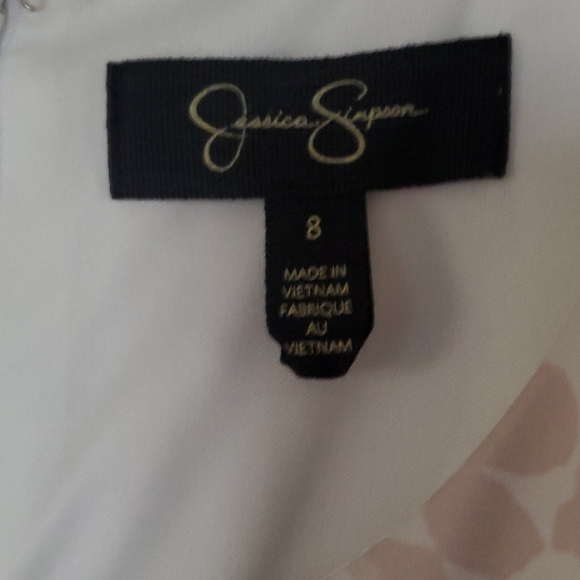 Jessica Simpson
8
MADE IN
VIETNAM
FABRIQUE
AU
VIETNAM